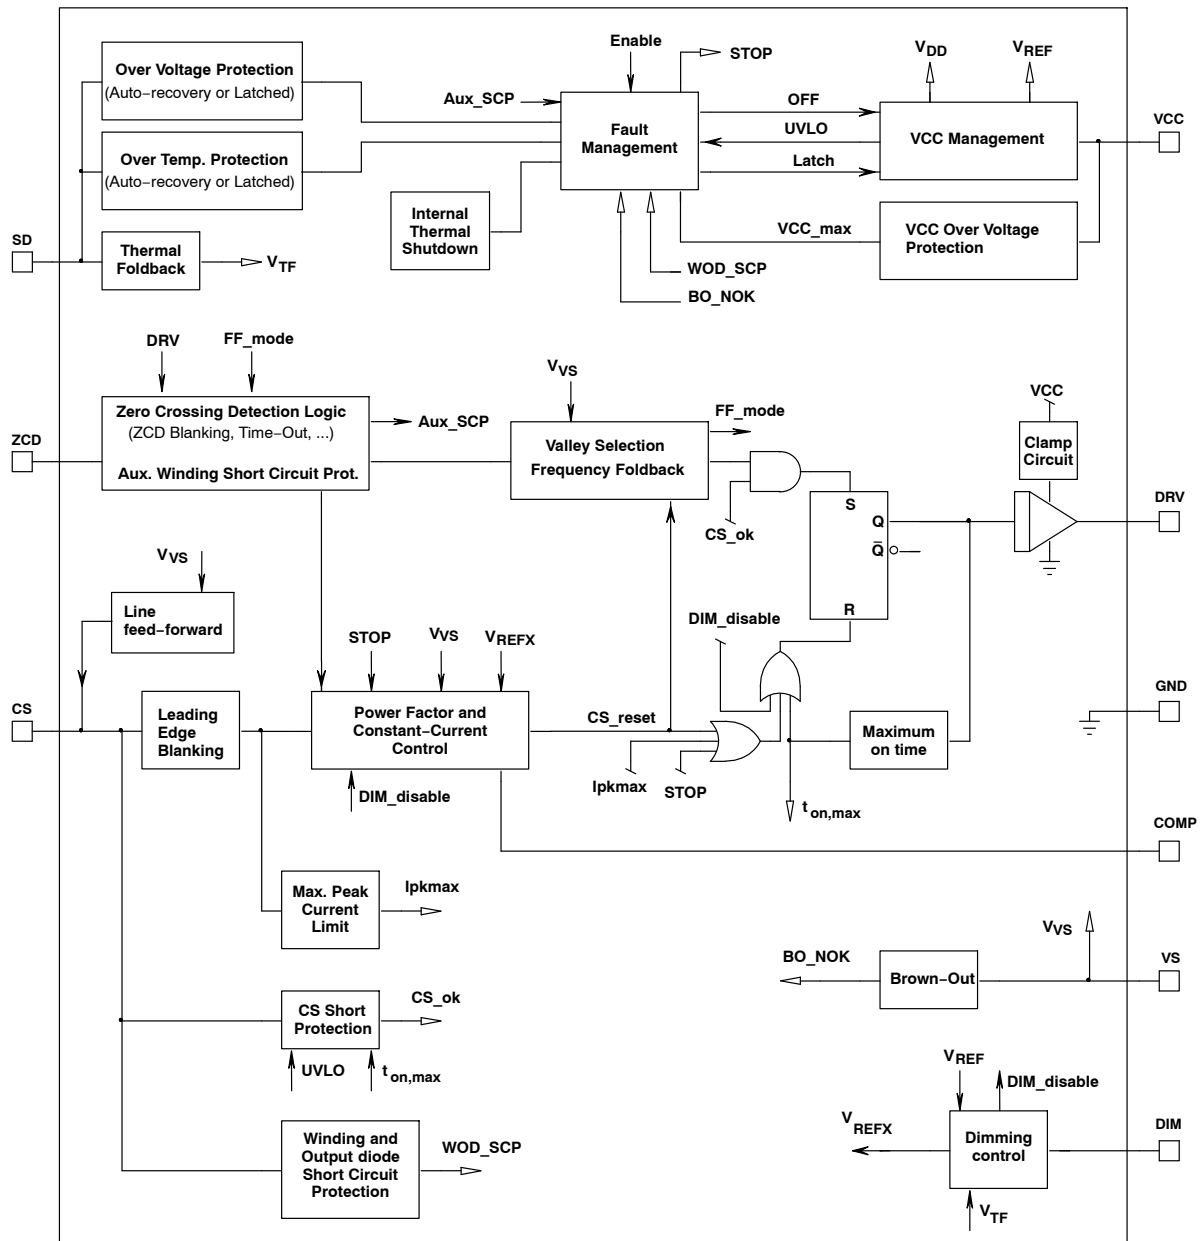 Over Voltage Protection
(Auto-recovery or Latched)
Over Temp. Protection
(Auto-recovery or Latched)
SD
Thermal
Foldback
VTF
Enable
STOP
Aux_SCP
Fault
Management
OFF
UVLO
Latch
VDD
VREF
VCC Management
VCC
Internal
Thermal
Shutdown
VCC_max
VCC Over Voltage
Protection
WOD_SCP
BO_NOK
DRV
FF_mode
ZCD
Zero Crossing Detection Logic
(ZCD Blanking, Time-Out, ...)
Aux. Winding Short Circuit Prot.
Aux_SCP
VVS
Valley Selection
Frequency Foldback
FF_mode
CS_ok
S
Q
Q̅
R
VCC
Clamp
Circuit
DRV
VVS
Line
feed-forward
STOP
VVS
VREFX
DIM_disable
CS
Leading
Edge
Blanking
Power Factor and
Constant-Current
Control
CS_reset
DIM_disable
Ipkmax
STOP
Maximum
on time
ton,max
GND
COMP
Max. Peak
Current
Limit
Ipkmax
CS Short
Protection
CS_ok
UVLO
ton,max
Winding and
Output diode
Short Circuit
Protection
WOD_SCP
BO_NOK
Brown-Out
VVS
VS
VREF
DIM_disable
VREFX
Dimming
control
DIM
VTF